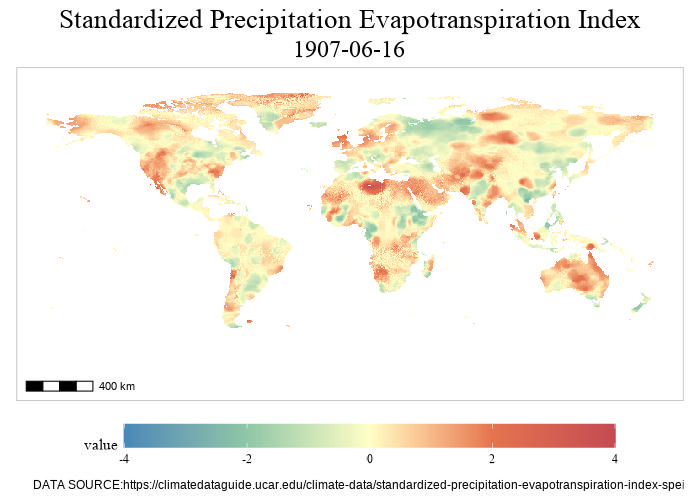 Standardized Precipitation Evapotranspiration Index
1907-06-16
400 km
value
-4 -2 0 2 4
DATA SOURCE:https://climatedataguide.ucar.edu/climate-data/standardized-precipitation-evapotranspiration-index-spei